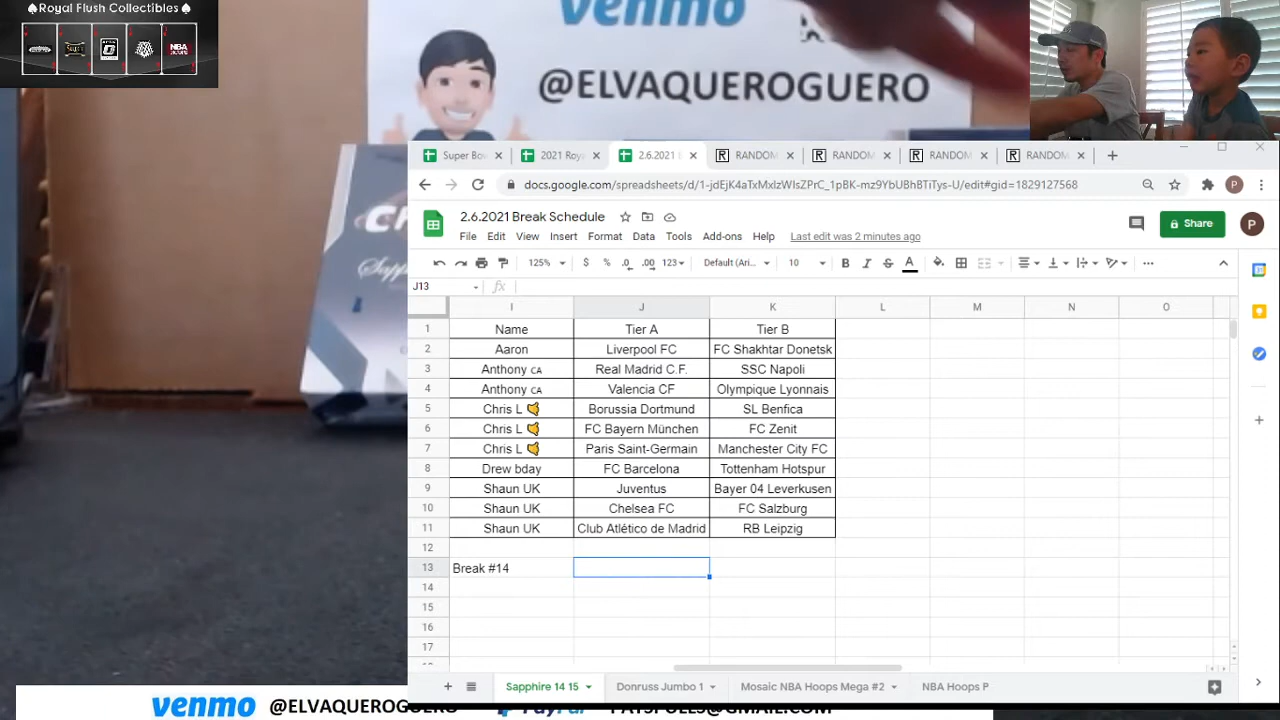 ♠Royal Flush Collectibles♠
venmo
@ELVAQUEROGUERO
2021 Roya
2.6.2021
RANDOM
RANDOM
RANDOM
RANDOM
docs.google.com/spreadsheets/d/1-jdEjK4aTxMxlzWIsZPrC_1pBK-mz9YbUBhBTiTys-U/edit#gid=1829127568
2.6.2021 Break Schedule
File Edit View Insert Format Data Tools Add-ons Help Last edit was 2 minutes ago
Share
P
125% $ % .0 .00 123 Default (Ari... 10 B I S A
J13 fx
I J K L M N O
1 Name Tier A Tier B
2 Aaron Liverpool FC FC Shakhtar Donetsk
3 Anthony CA Real Madrid C.F. SSC Napoli
4 Anthony CA Valencia CF Olympique Lyonnais
5 Chris L Borussia Dortmund SL Benfica
6 Chris L FC Bayern München FC Zenit
7 Chris L Paris Saint-Germain Manchester City FC
8 Drew bday FC Barcelona Tottenham Hotspur
9 Shaun UK Juventus Bayer 04 Leverkusen
10 Shaun UK Chelsea FC FC Salzburg
11 Shaun UK Club Atlético de Madrid RB Leipzig
12
13 Break #14
14
15
16
17
Sapphire 14 15 Donruss Jumbo 1 Mosaic NBA Hoops Mega #2 NBA Hoops P
venmo @ELVAQUEROGUERO